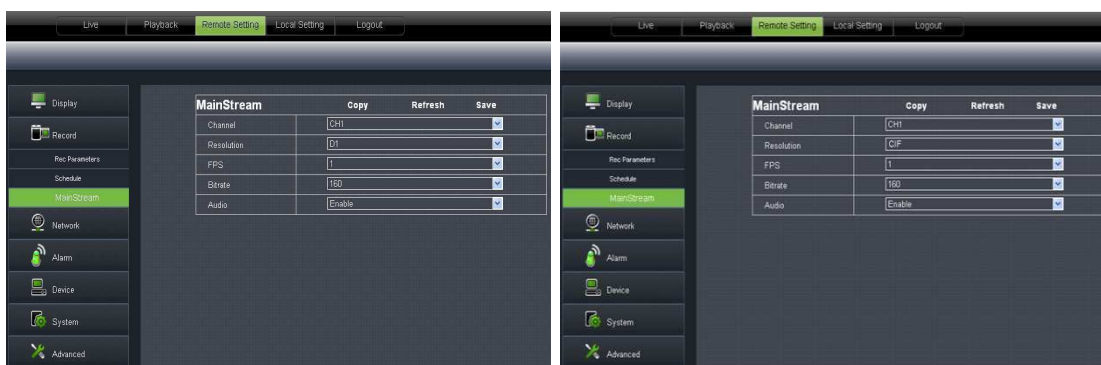 Live Playback Remote Setting Local Setting Logout
Display
Record
Rec Parameters
Schedule
MainStream
Network
Alarm
Device
System
Advanced
MainStream Copy Refresh Save
Channel CH1
Resolution D1
FPS 1
Bitrate 160
Audio Enable
Live Playback Remote Setting Local Setting Logout
Display
Record
Rec Parameters
Schedule
MainStream
Network
Alarm
Device
System
Advanced
MainStream Copy Refresh Save
Channel CH1
Resolution CIF
FPS 1
Bitrate 160
Audio Enable